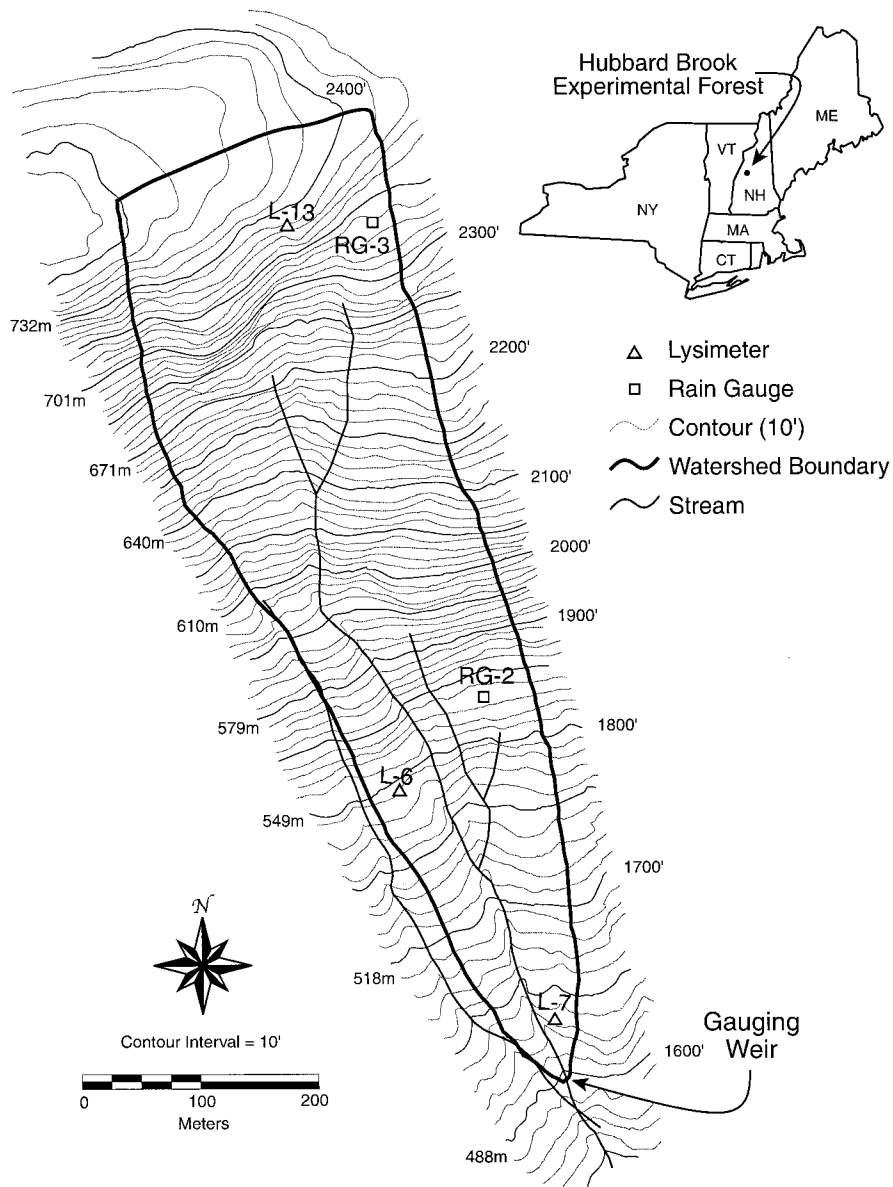 2400'
Hubbard Brook
Experimental Forest
ME
VT
NH
NY
MA
CT
L-13
RG-3
2300'
732m
2200'
701m
Lysimeter
Rain Gauge
Contour (10')
Watershed Boundary
Stream
671m
2100'
640m
2000'
610m
1900'
RG-2
579m
1800'
L-6
549m
1700'
N
518m
L-7
Gauging
Weir
1600'
Contour Interval = 10'
0 100 200
Meters
488m